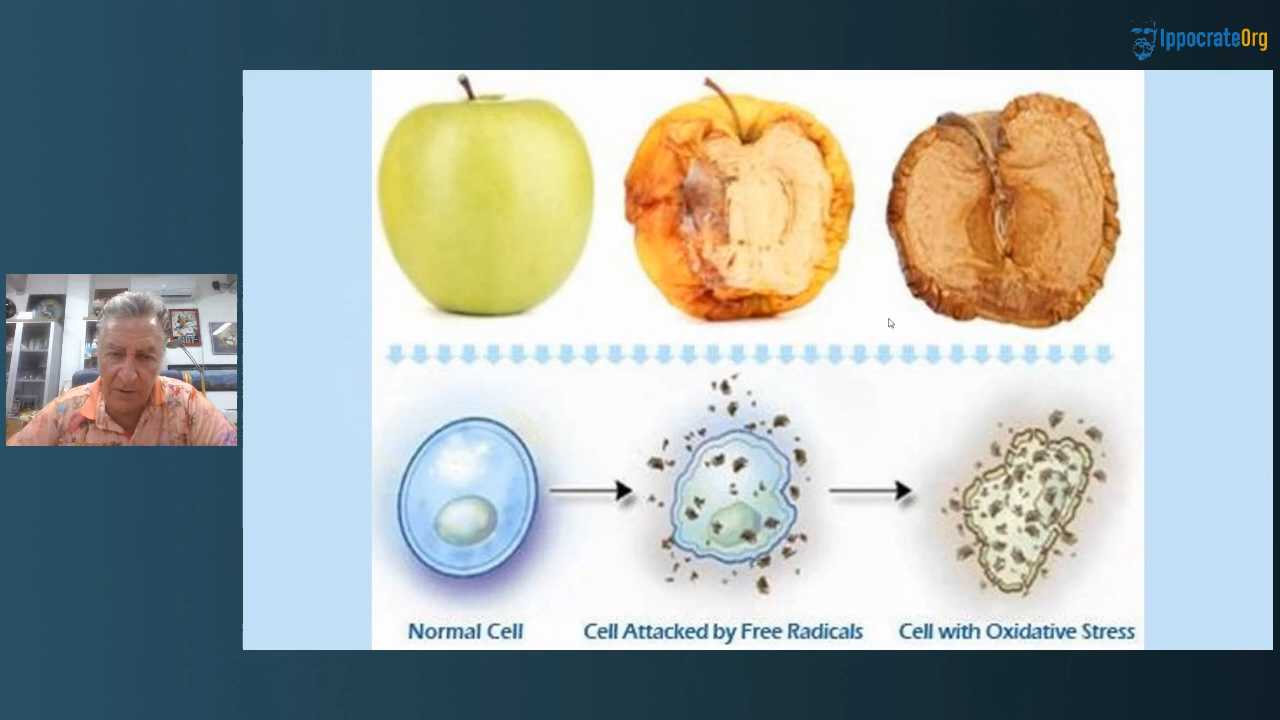 IppocrateOrg
Normal Cell
Cell Attacked by Free Radicals
Cell with Oxidative Stress